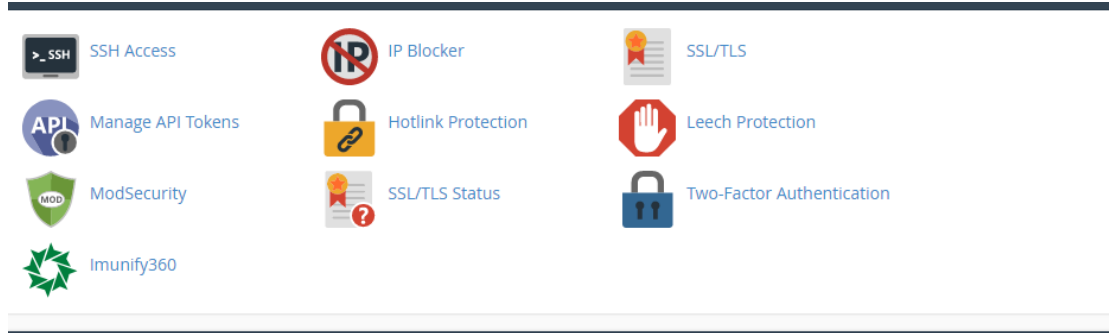 >_ SSH SSH Access
IP IP Blocker
SSL/TLS
API Manage API Tokens
Hotlink Protection
Leech Protection
MOD ModSecurity
? SSL/TLS Status
Two-Factor Authentication
Imunify360